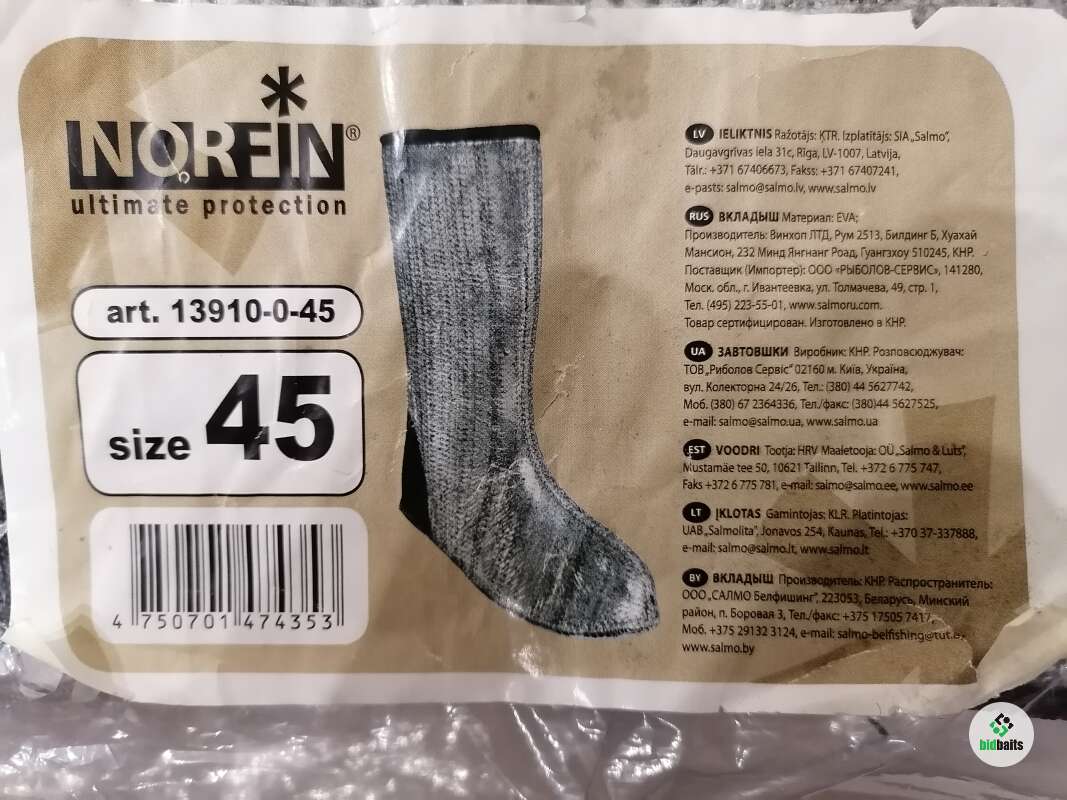 NORFIN®
ultimate protection
art. 13910-0-45
size 45
4 750701 474353
LV IELIKTNIS Ražotājs: ĶTR. Izplatītājs: SIA „Salmo”,
Daugavgrīvas iela 31c, Rīga, LV-1007, Latvija,
Tālr.: +371 67406673, Fakss: +371 67407241,
e-pasts: salmo@salmo.lv, www.salmo.lv
RUS ВКЛАДЫШ Материал: EVA;
Производитель: Винхоп ЛТД, Рум 2513, Билдинг Б, Хуахай
Мансион, 232 Минд Янгнанг Роад, Гуангзхоу 510245, КНР.
Поставщик (Импортер): ООО «РЫБОЛОВ-СЕРВИС», 141280,
Моск. обл., г. Ивантеевка, ул. Толмачева, 49, стр. 1,
Тел. (495) 223-55-01, www.salmoru.com.
Товар сертифицирован. Изготовлено в КНР.
UA ЗАВТОВШКИ Виробник: КНР. Розповсюджувач:
ТОВ „Риболов Сервіс” 02160 м. Київ, Україна,
вул. Колекторна 24/26, Тел.: (380) 44 5627742,
Моб. (380) 67 2364336, Тел./факс: (380)44 5627525,
e-mail: salmo@salmo.ua, www.salmo.ua
EST VOODRI Tootja: HRV Maaletooja: OÜ „Salmo & Luts”,
Mustamäe tee 50, 10621 Tallinn, Tel. +372 6 775 747,
Faks +372 6 775 781, e-mail: salmo@salmo.ee, www.salmo.ee
LT ĮKLOTAS Gamintojas: KLR. Platintojas:
UAB „Salmolita”, Jonavos 254, Kaunas, Tel.: +370 37-337888,
e-mail: salmo@salmo.lt, www.salmo.lt
BY ВКЛАДЫШ Производитель: КНР. Распространитель:
ООО „САЛМО Белфишинг”, 223053, Беларусь, Минский
район, п. Боровая 3, Тел./факс: +375 17505 7417,
Моб. +375 29132 3124, e-mail: salmo-belfishing@tut.by,
www.salmo.by
bidbaits